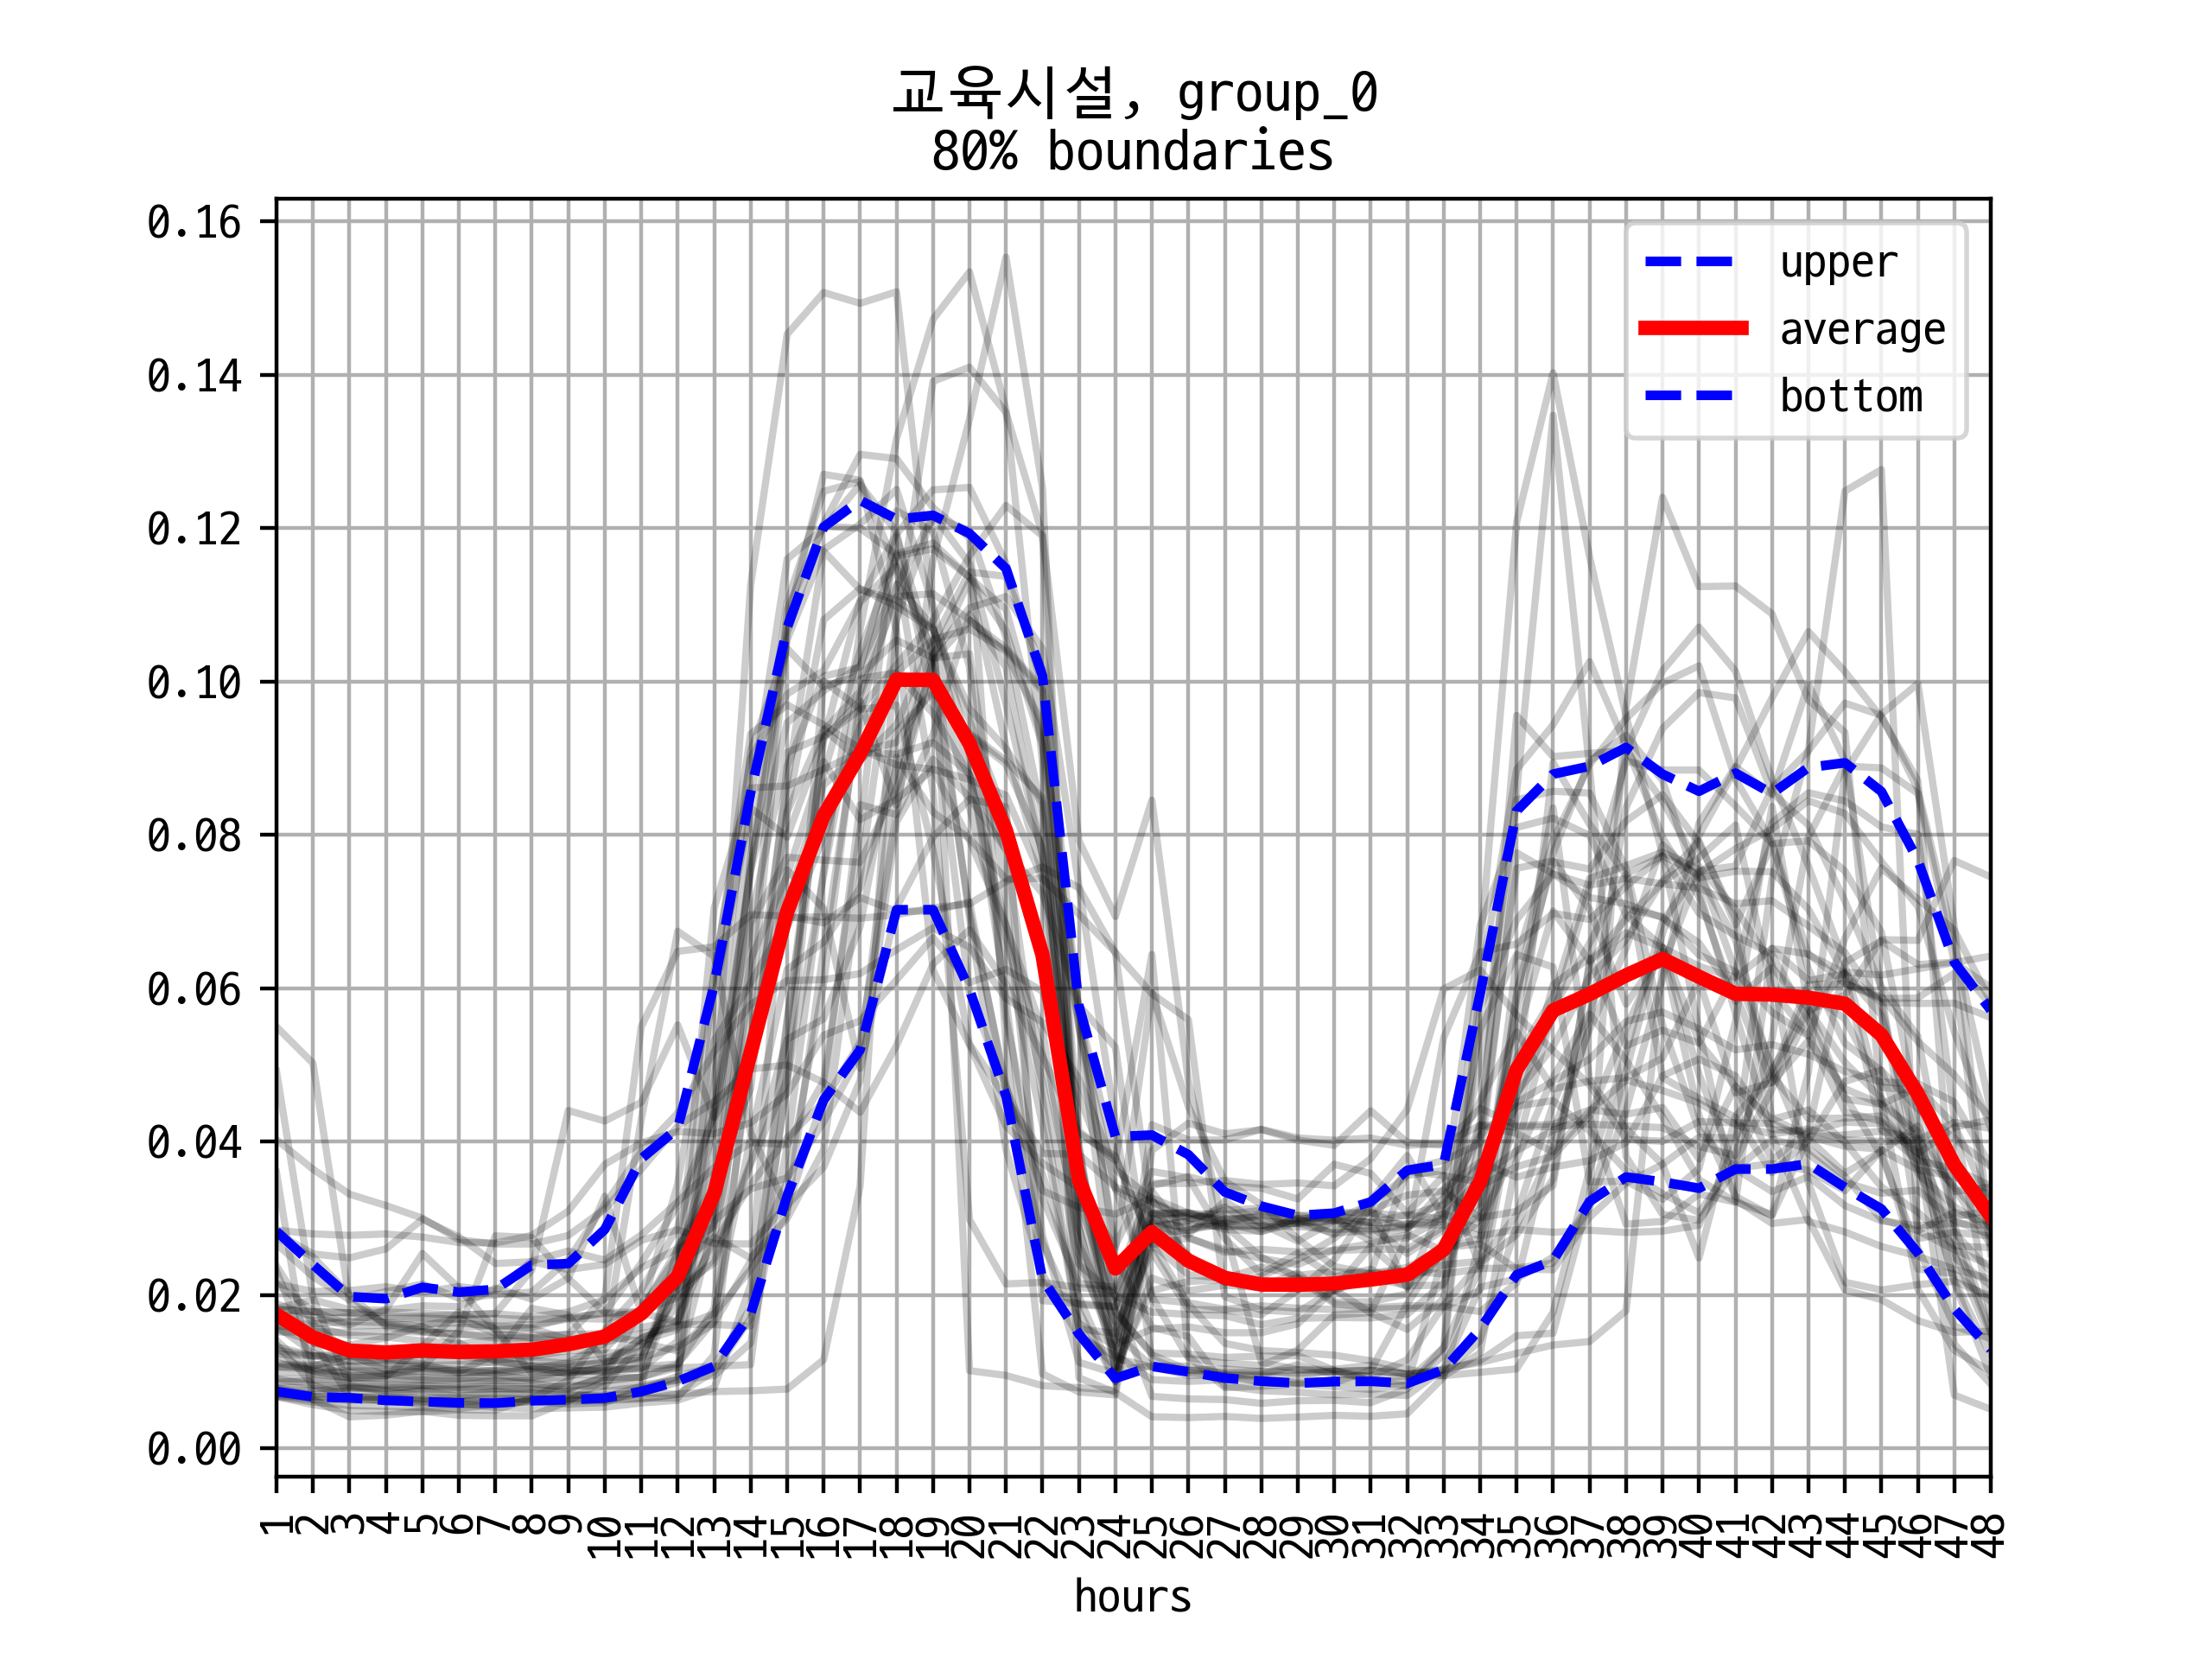 교육시설, group_0
80% boundaries
0.16
0.14
0.12
0.10
0.08
0.06
0.04
0.02
0.00
upper
average
bottom
1 2 3 4 5 6 7 8 9 10 11 12 13 14 15 16 17 18 19 20 21 22 23 24 25 26 27 28 29 30 31 32 33 34 35 36 37 38 39 40 41 42 43 44 45 46 47 48
hours